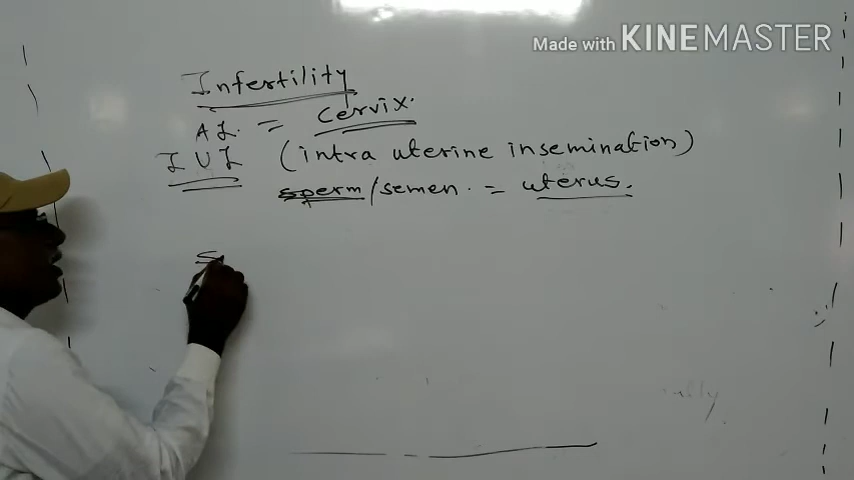 Made with KINEMASTER
Infertility
A I. = Cervix.
I U I (intra uterine insemination)
sperm/semen. = uterus.
S